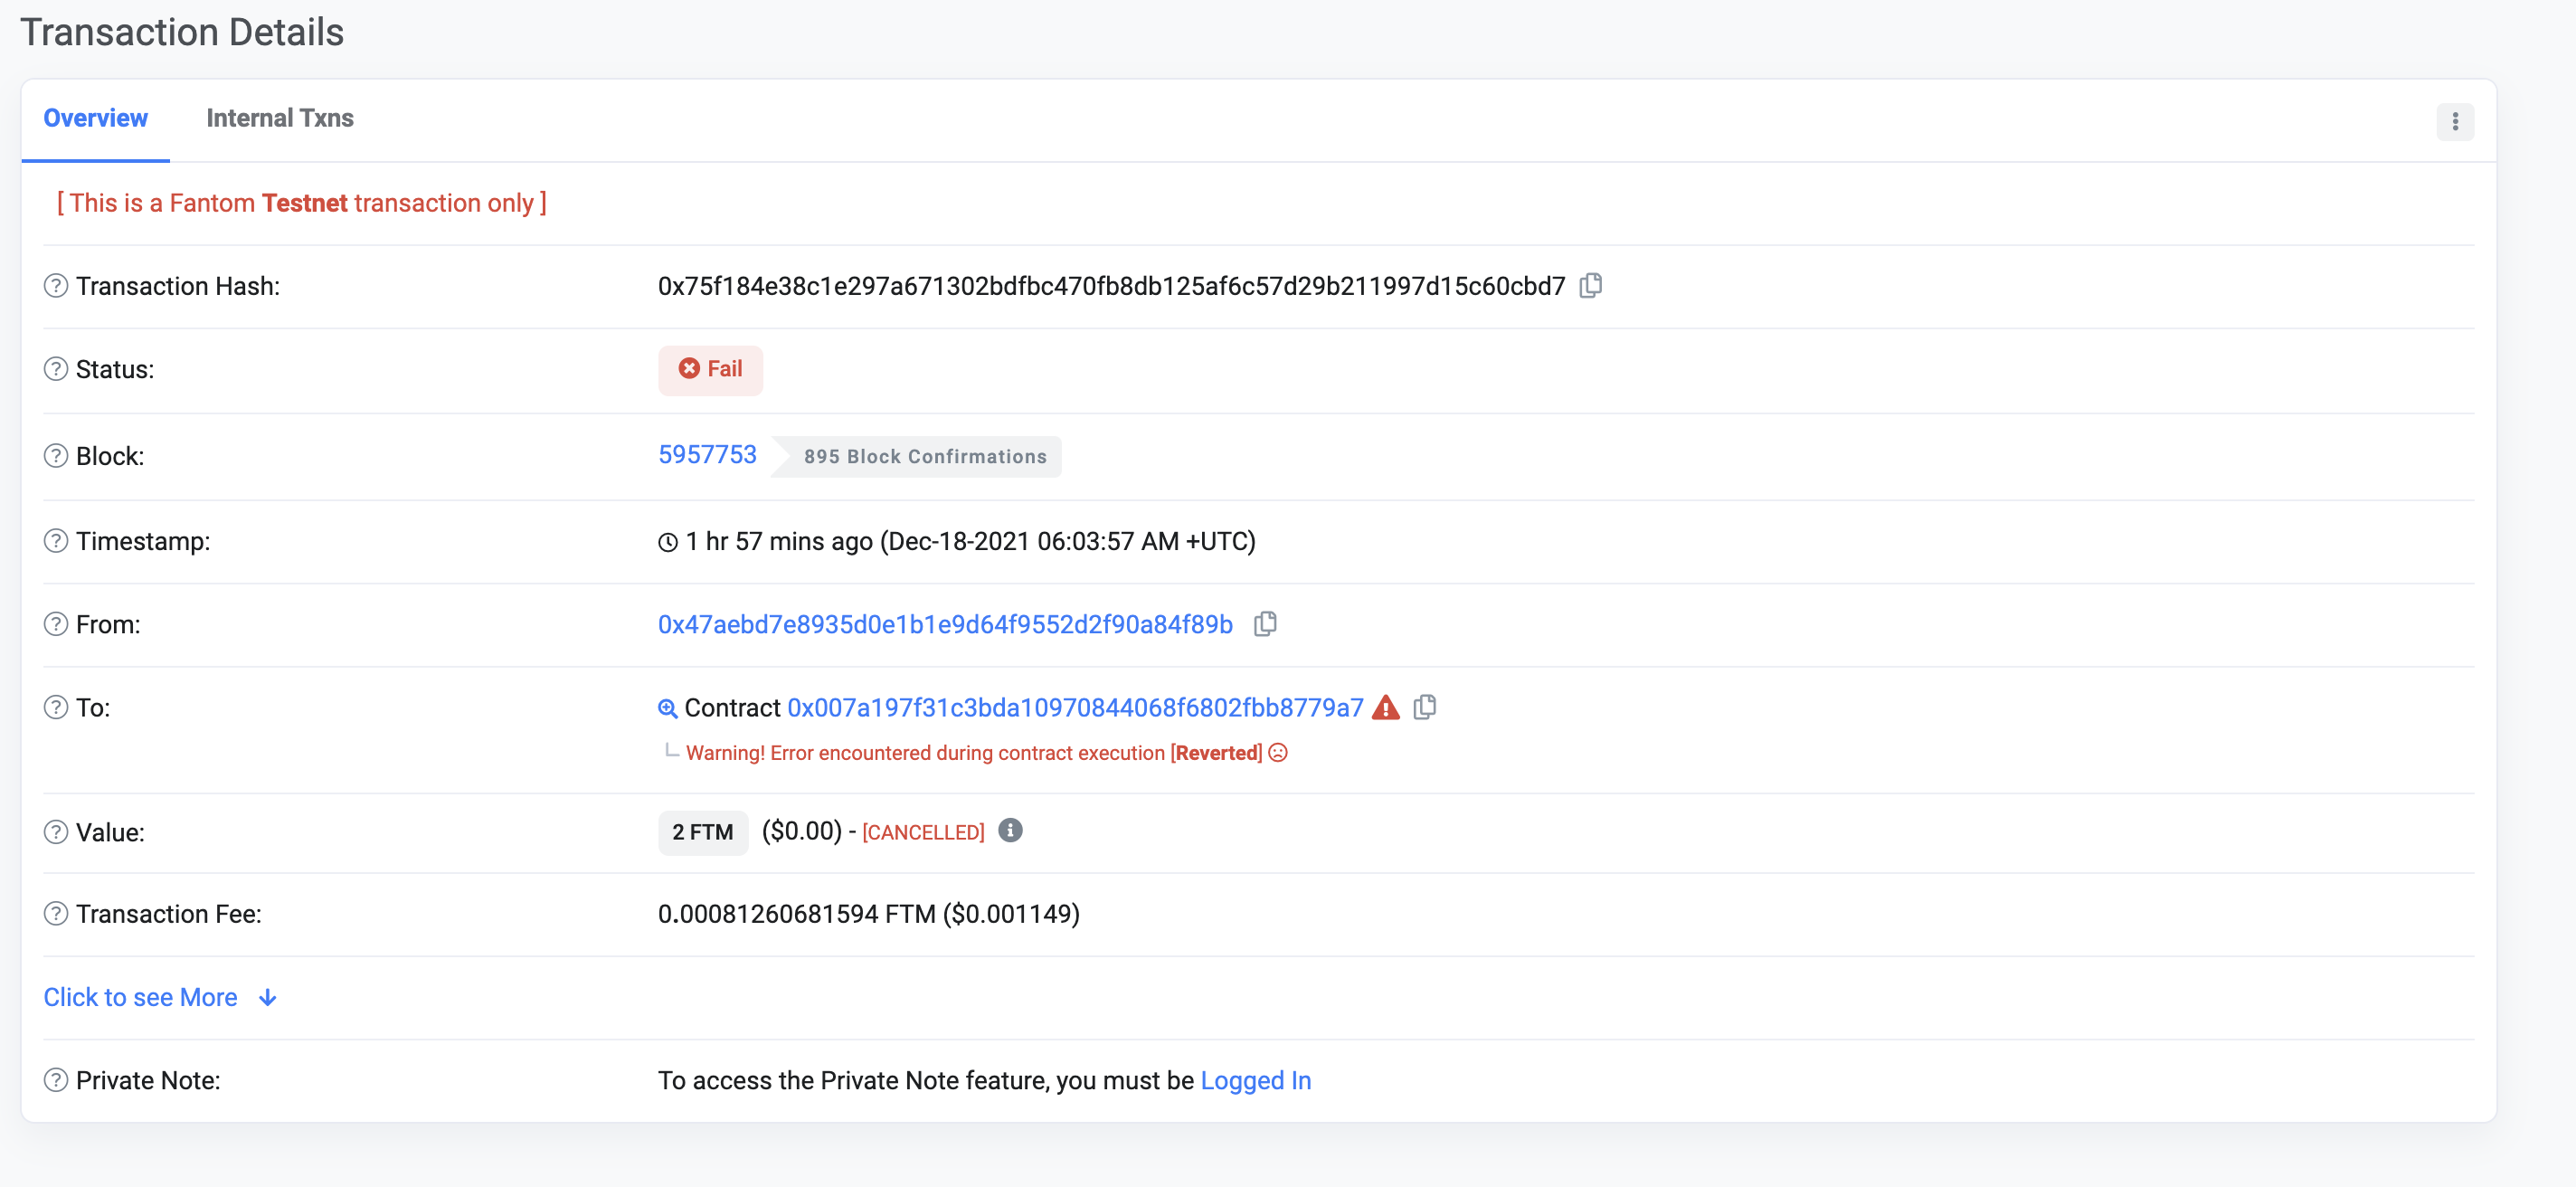 Transaction Details
Overview Internal Txns
[ This is a Fantom Testnet transaction only ]
Transaction Hash: 0x75f184e38c1e297a671302bdfbc470fb8db125af6c57d29b211997d15c60cbd7
Status: Fail
Block: 5957753 895 Block Confirmations
Timestamp: 1 hr 57 mins ago (Dec-18-2021 06:03:57 AM +UTC)
From: 0x47aebd7e8935d0e1b1e9d64f9552d2f90a84f89b
To: Contract 0x007a197f31c3bda10970844068f6802fbb8779a7
Warning! Error encountered during contract execution [Reverted]
Value: 2 FTM ($0.00) - [CANCELLED]
Transaction Fee: 0.00081260681594 FTM ($0.001149)
Click to see More
Private Note: To access the Private Note feature, you must be Logged In